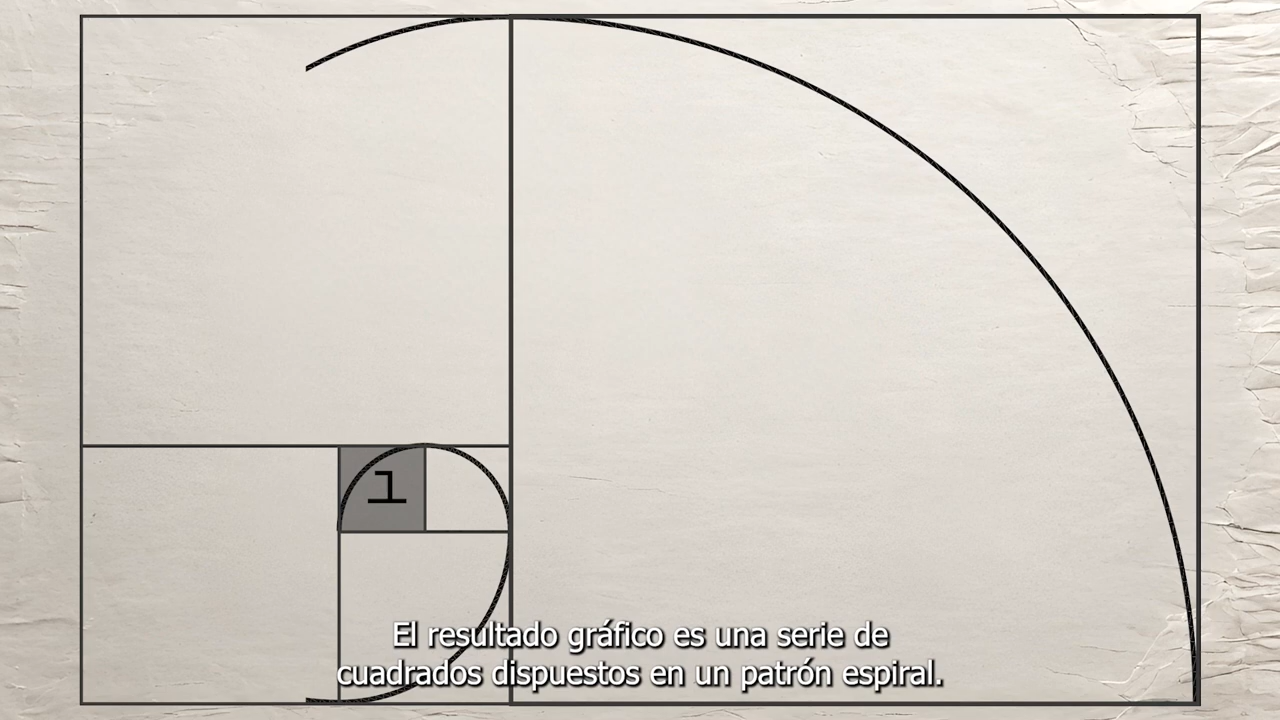 1
El resultado gráfico es una serie de
cuadrados dispuestos en un patrón espiral.